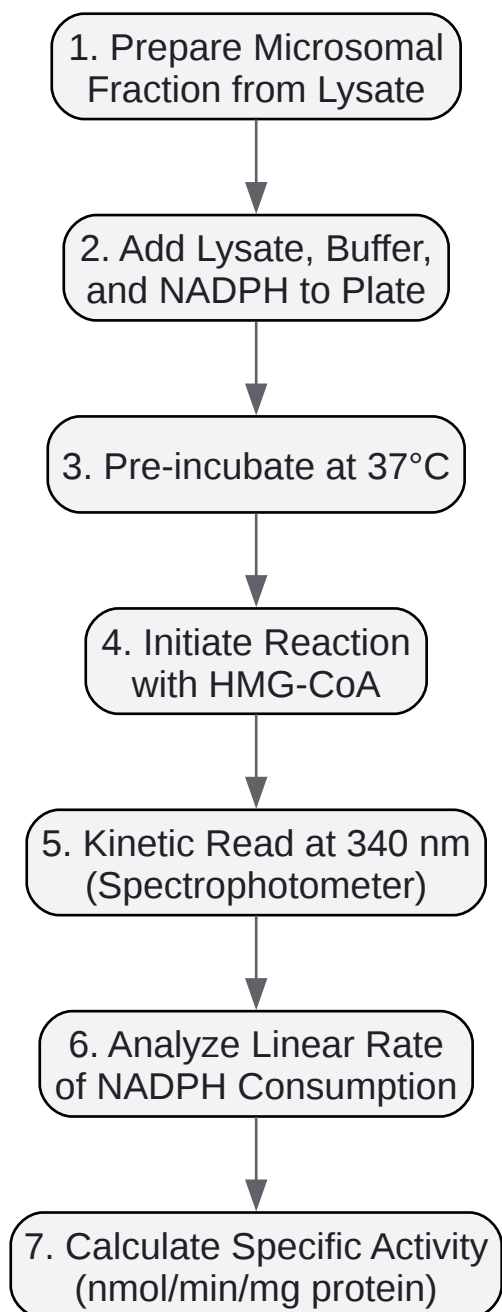 1. Prepare Microsomal
Fraction from Lysate
2. Add Lysate, Buffer,
and NADPH to Plate
3. Pre-incubate at 37°C
4. Initiate Reaction
with HMG-CoA
5. Kinetic Read at 340 nm
(Spectrophotometer)
6. Analyze Linear Rate
of NADPH Consumption
7. Calculate Specific Activity
(nmol/min/mg protein)